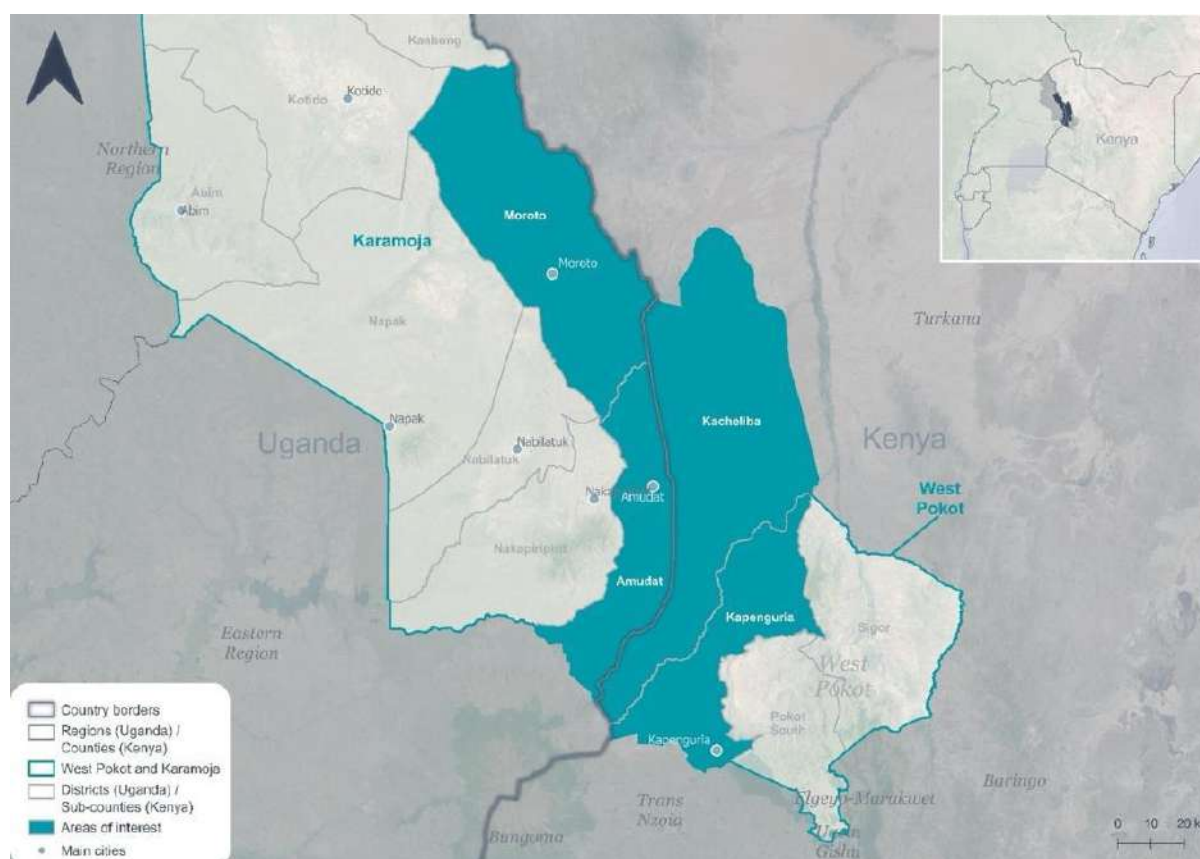 Kaabong
Kotido
Kotido
Northern
Region
Abim
Abim
Moroto
Karamoja
Moroto
Napak
Turkana
Kenya
Kacheliba
Napak
Uganda
Kenya
Nabilatuk
Nabilatuk
Amudat
West
Pokot
Nakapiripirit
Amudat
Kapenguria
Eastern
Region
Sigor
West
Pokot
Pokot
South
Kapenguria
Baringo
Elgeyo-Marakwet
Trans
Nzoia
Uasin
Gishu
Bungoma
Country borders
Regions (Uganda) /
Counties (Kenya)
West Pokot and Karamoja
Districts (Uganda) /
Sub-counties (Kenya)
Areas of interest
Main cities
0 10 20 k